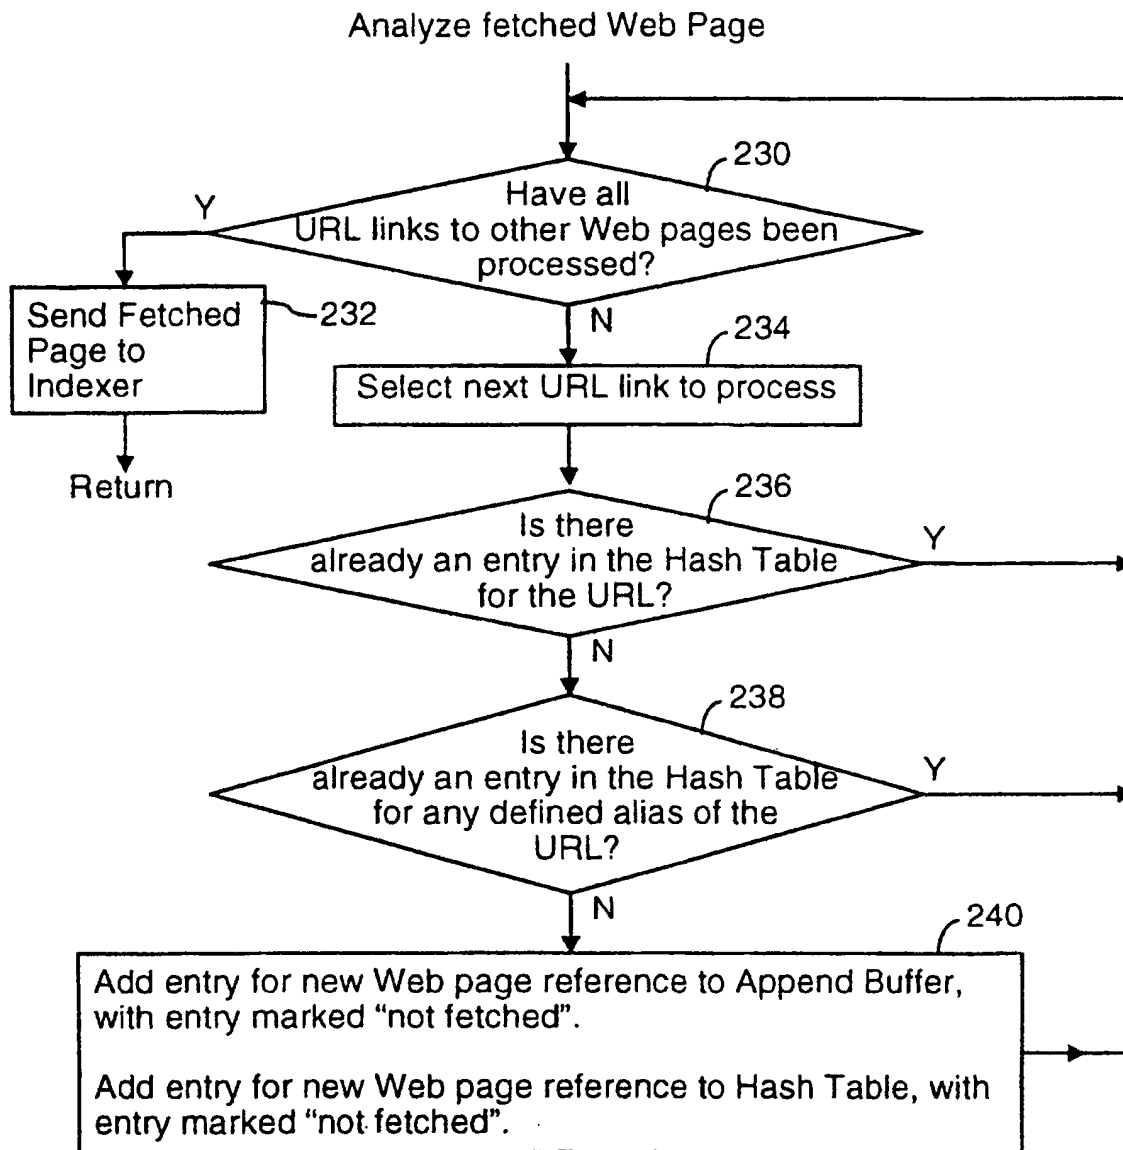 Analyze fetched Web Page
230
Have all
URL links to other Web pages been
processed?
Y
N
Send Fetched
Page to
Indexer
232
Return
234
Select next URL link to process
236
Is there
already an entry in the Hash Table
for the URL?
Y
N
238
Is there
already an entry in the Hash Table
for any defined alias of the
URL?
Y
N
240
Add entry for new Web page reference to Append Buffer,
with entry marked “not fetched”.
Add entry for new Web page reference to Hash Table, with
entry marked “not fetched”.